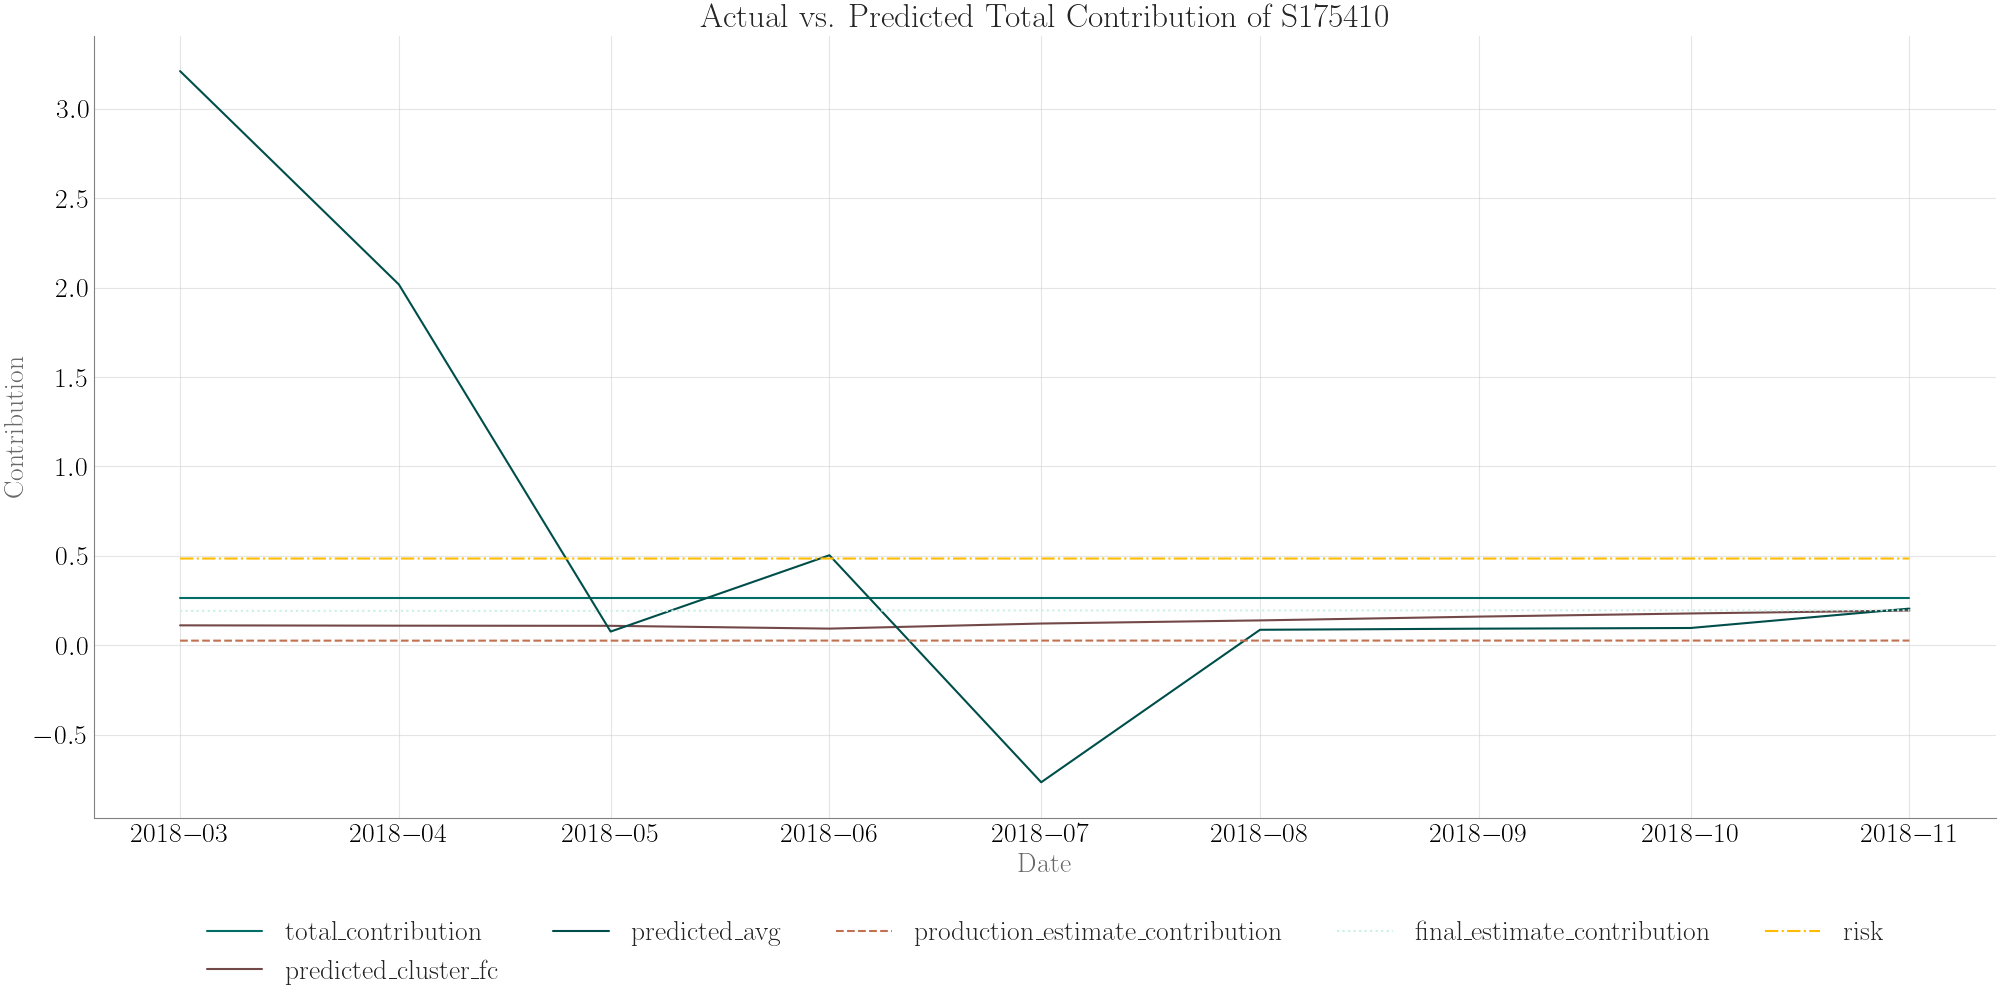 Actual vs. Predicted Total Contribution of S175410
Contribution
3.0
2.5
2.0
1.5
1.0
0.5
0.0
−0.5
2018−03 2018−04 2018−05 2018−06 2018−07 2018−08 2018−09 2018−10 2018−11
Date
total_contribution predicted_avg production_estimate_contribution final_estimate_contribution risk
predicted_cluster_fc